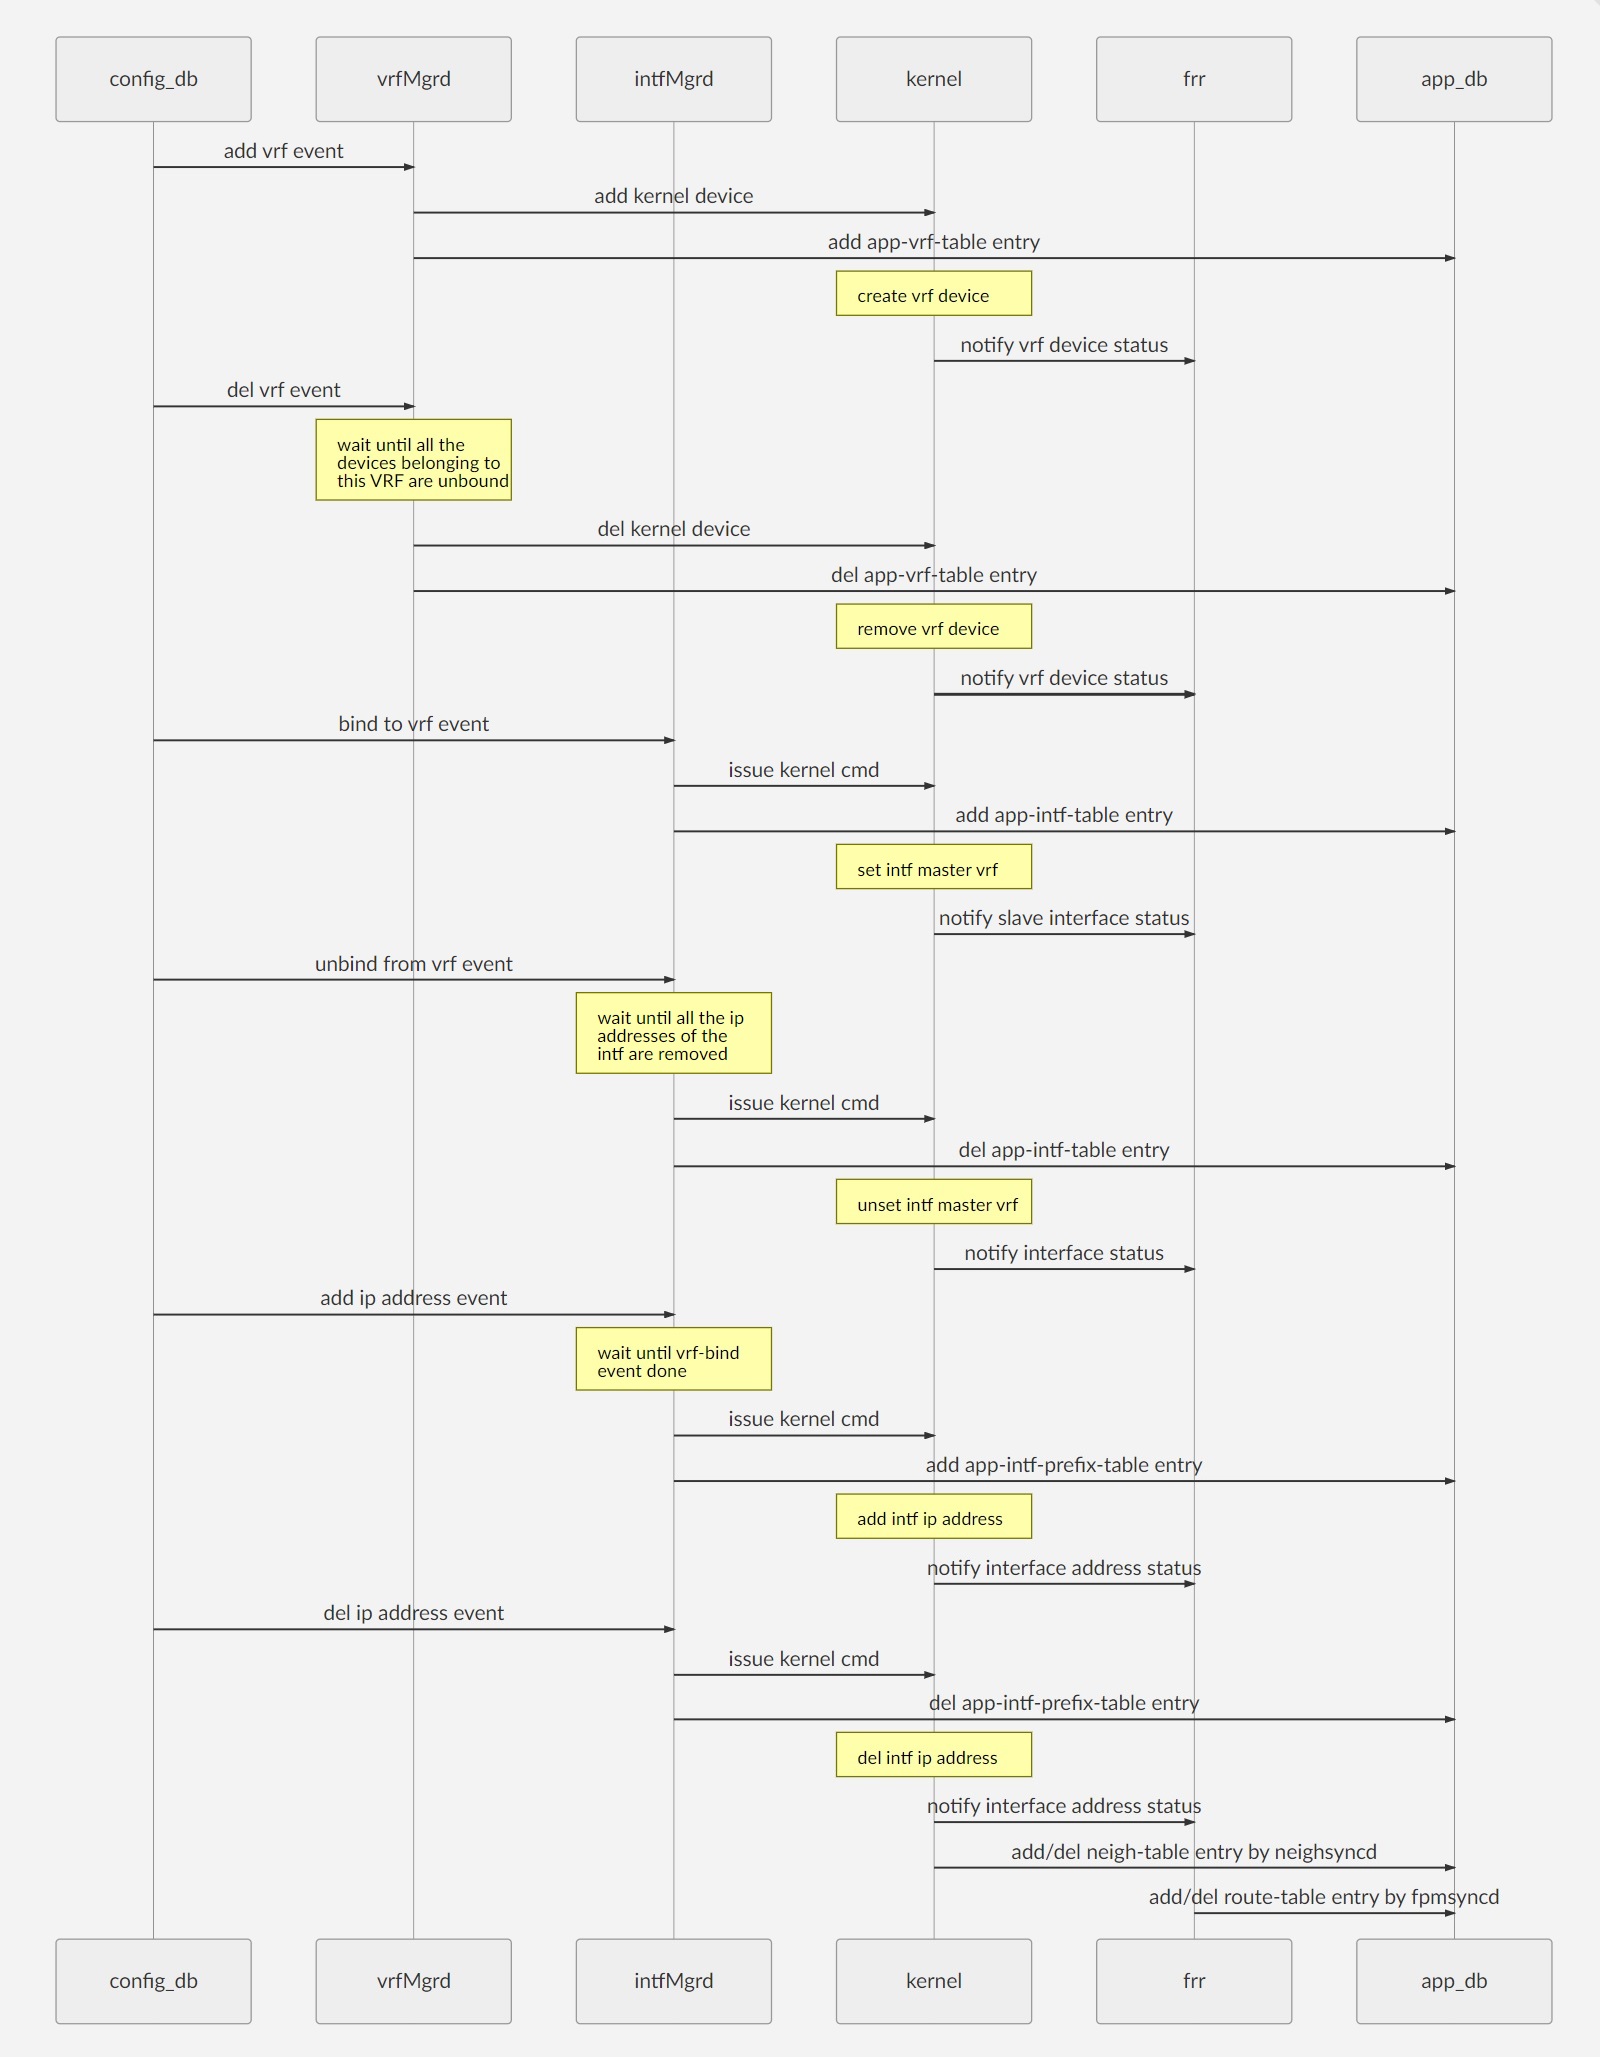 config_db
vrfMgrd
intfMgrd
kernel
frr
app_db
add vrf event
add kernel device
add app-vrf-table entry
create vrf device
notify vrf device status
del vrf event
wait until all the
devices belonging to
this VRF are unbound
del kernel device
del app-vrf-table entry
remove vrf device
notify vrf device status
bind to vrf event
issue kernel cmd
add app-intf-table entry
set intf master vrf
notify slave interface status
unbind from vrf event
wait until all the ip
addresses of the
intf are removed
issue kernel cmd
del app-intf-table entry
unset intf master vrf
notify interface status
add ip address event
wait until vrf-bind
event done
issue kernel cmd
add app-intf-prefix-table entry
add intf ip address
notify interface address status
del ip address event
issue kernel cmd
del app-intf-prefix-table entry
del intf ip address
notify interface address status
add/del neigh-table entry by neighsyncd
add/del route-table entry by fpmsyncd
config_db
vrfMgrd
intfMgrd
kernel
frr
app_db